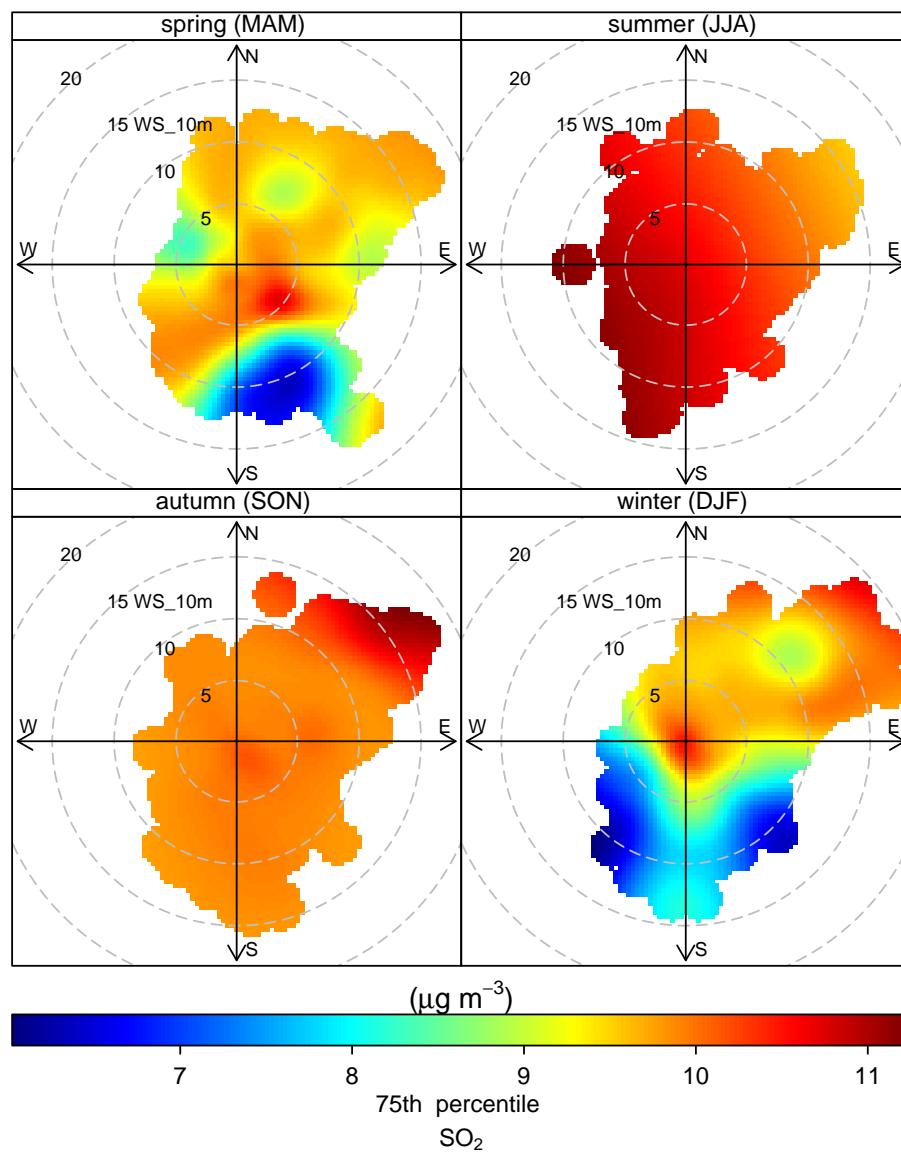 spring (MAM)
summer (JJA)
20
N
15 WS_10m
10
5
W
E
S
20
N
15 WS_10m
10
5
W
E
S
autumn (SON)
winter (DJF)
20
N
15 WS_10m
10
5
W
E
S
20
N
15 WS_10m
10
5
W
E
S
(μg m⁻³)
7 8 9 10 11
75th percentile
SO₂